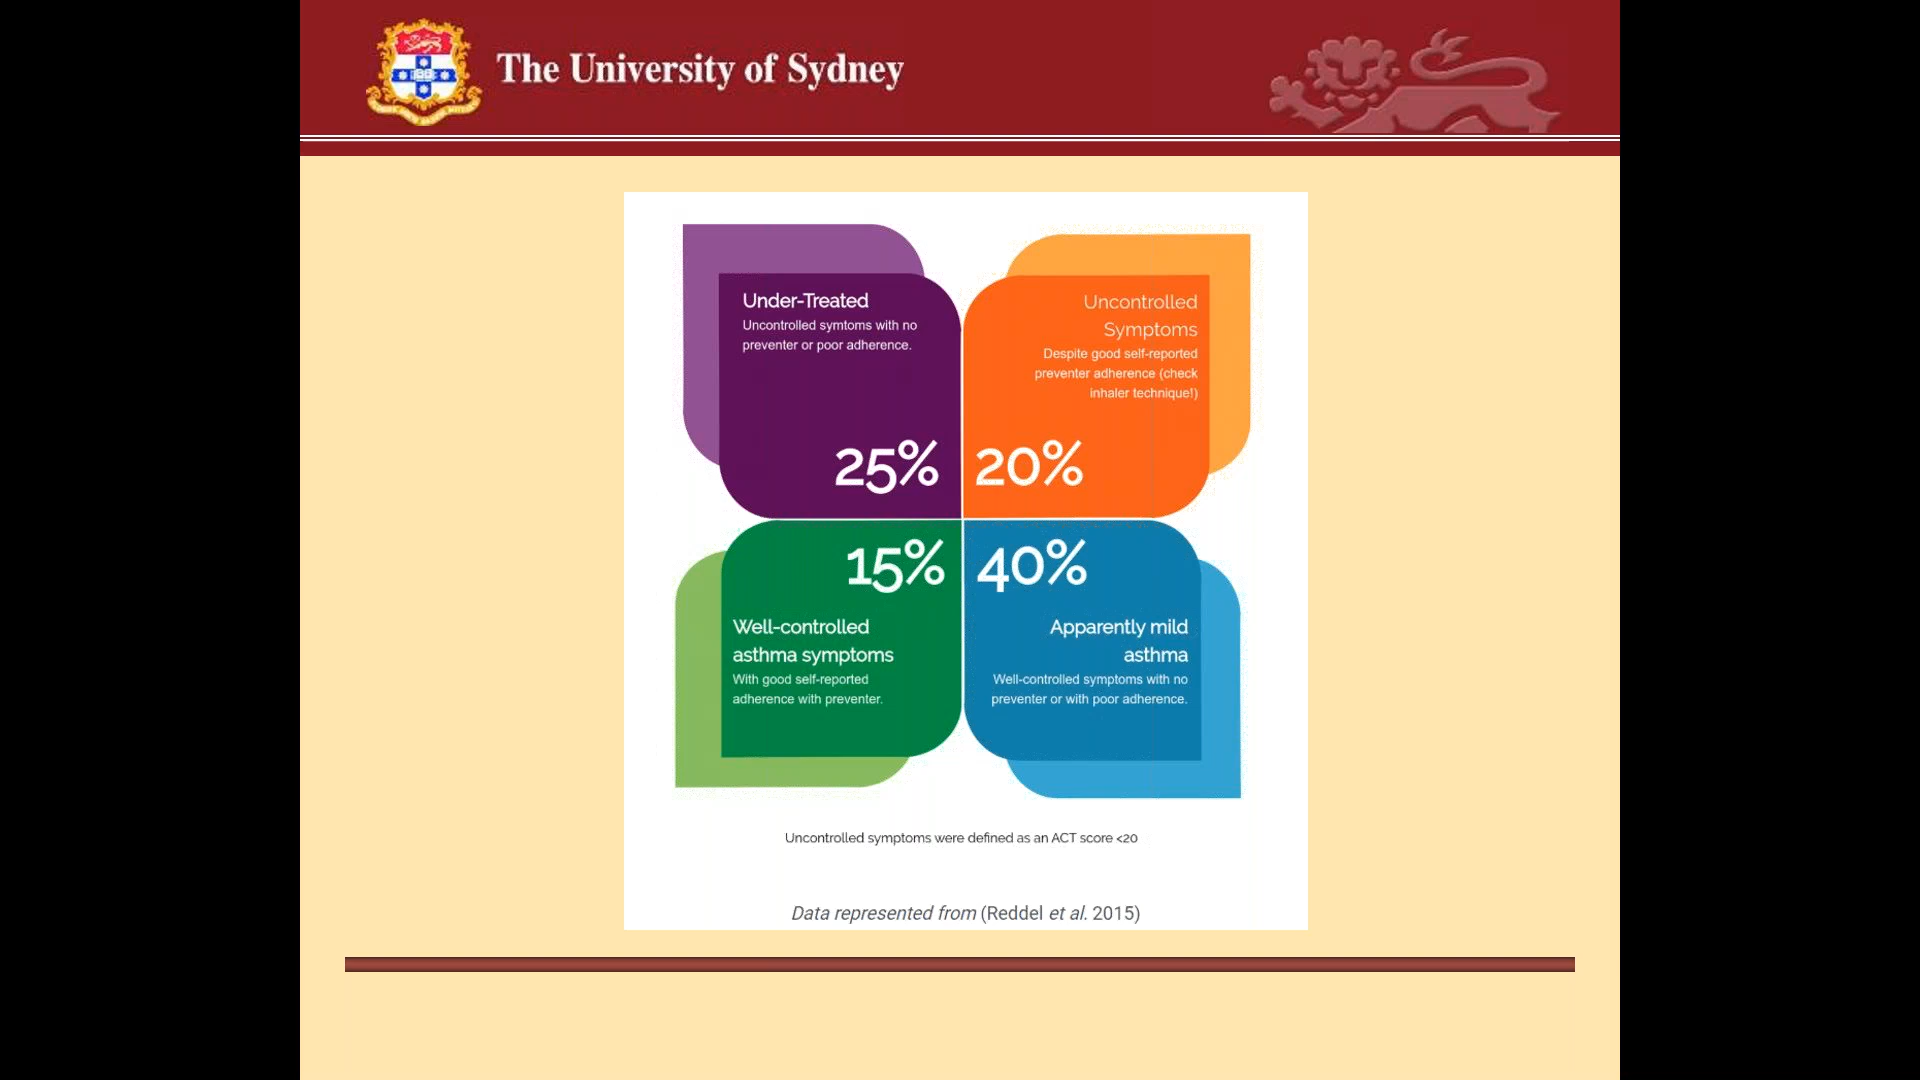 The University of Sydney
Under-Treated
Uncontrolled symtoms with no
preventer or poor adherence.
25%
Uncontrolled
Symptoms
Despite good self-reported
preventer adherence (check
inhaler technique!)
20%
15%
Well-controlled
asthma symptoms
With good self-reported
adherence with preventer.
40%
Apparently mild
asthma
Well-controlled symptoms with no
preventer or with poor adherence.
Uncontrolled symptoms were defined as an ACT score <20
Data represented from (Reddel et al. 2015)